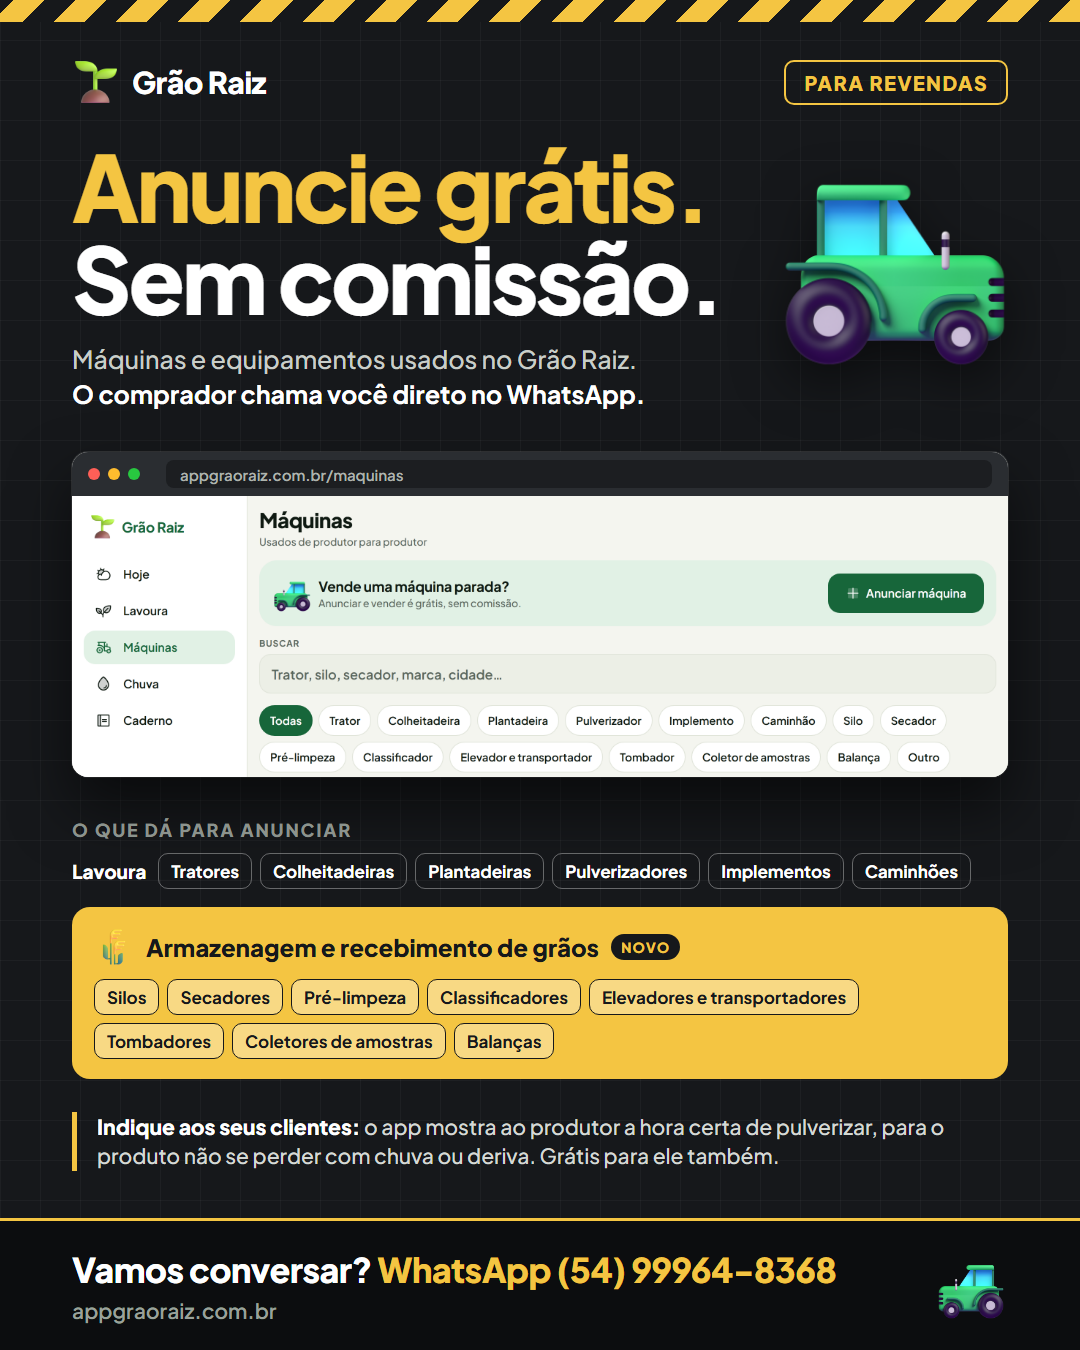 Grão Raiz
PARA REVENDAS
Anuncie grátis.
Sem comissão.
Máquinas e equipamentos usados no Grão Raiz.
O comprador chama você direto no WhatsApp.
appgraoraiz.com.br/maquinas
Grão Raiz
Hoje
Lavoura
Máquinas
Chuva
Caderno
Máquinas
Usados de produtor para produtor
Vende uma máquina parada?
Anunciar e vender é grátis, sem comissão.
Anunciar máquina
BUSCAR
Trator, silo, secador, marca, cidade...
Todas Trator Colheitadeira Plantadeira Pulverizador Implemento Caminhão Silo Secador
Pré-limpeza Classificador Elevador e transportador Tombador Coletor de amostras Balança Outro
O QUE DÁ PARA ANUNCIAR
Lavoura Tratores Colheitadeiras Plantadeiras Pulverizadores Implementos Caminhões
Armazenagem e recebimento de grãos NOVO
Silos Secadores Pré-limpeza Classificadores Elevadores e transportadores
Tombadores Coletores de amostras Balanças
Indique aos seus clientes: o app mostra ao produtor a hora certa de pulverizar, para o
produto não se perder com chuva ou deriva. Grátis para ele também.
Vamos conversar? WhatsApp (54) 99964-8368
appgraoraiz.com.br